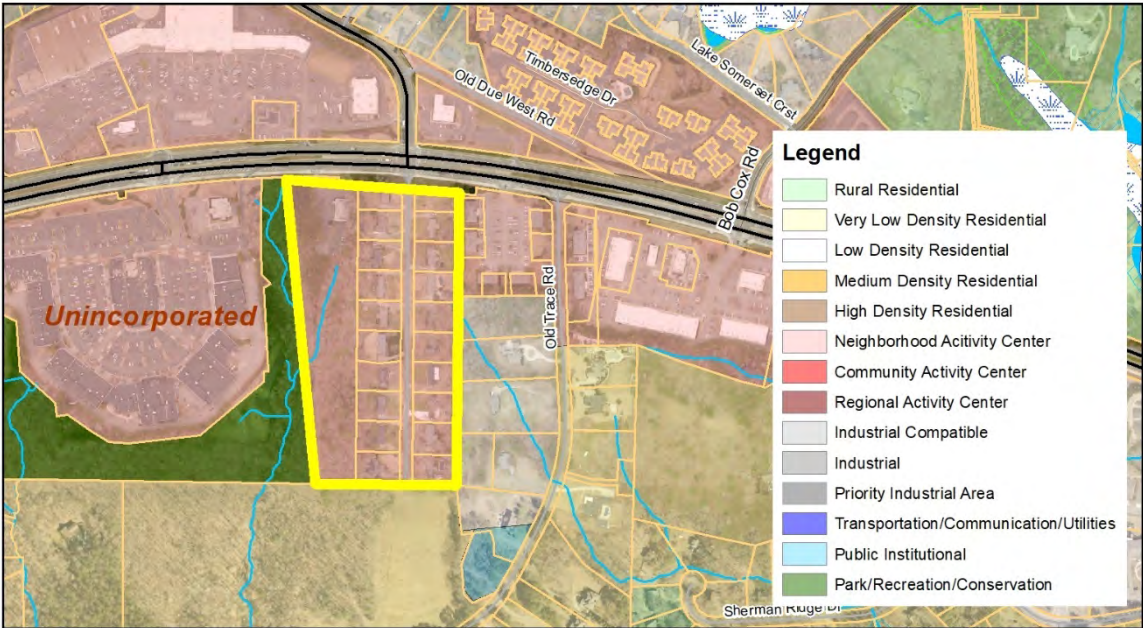 Lake Somerset Crst
Timbersedge Dr
Old Due West Rd
Bob Cox Rd
Unincorporated
Old Trace Rd
Sherman Ridge Dr
Legend
Rural Residential
Very Low Density Residential
Low Density Residential
Medium Density Residential
High Density Residential
Neighborhood Acitivity Center
Community Activity Center
Regional Activity Center
Industrial Compatible
Industrial
Priority Industrial Area
Transportation/Communication/Utilities
Public Institutional
Park/Recreation/Conservation